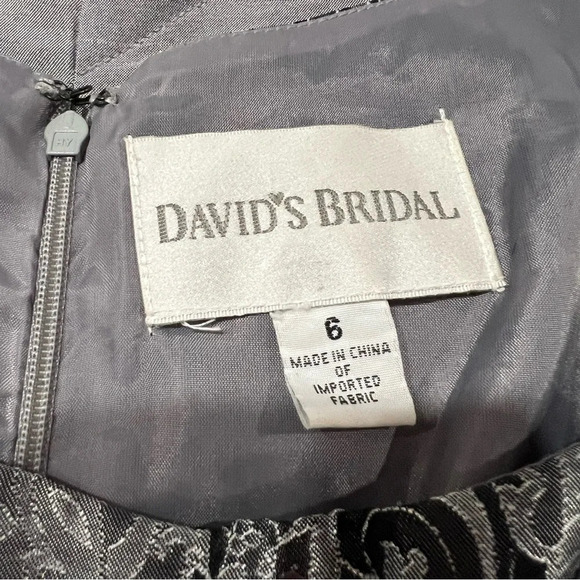 DAVID'S BRIDAL
6
MADE IN CHINA
OF
IMPORTED
FABRIC